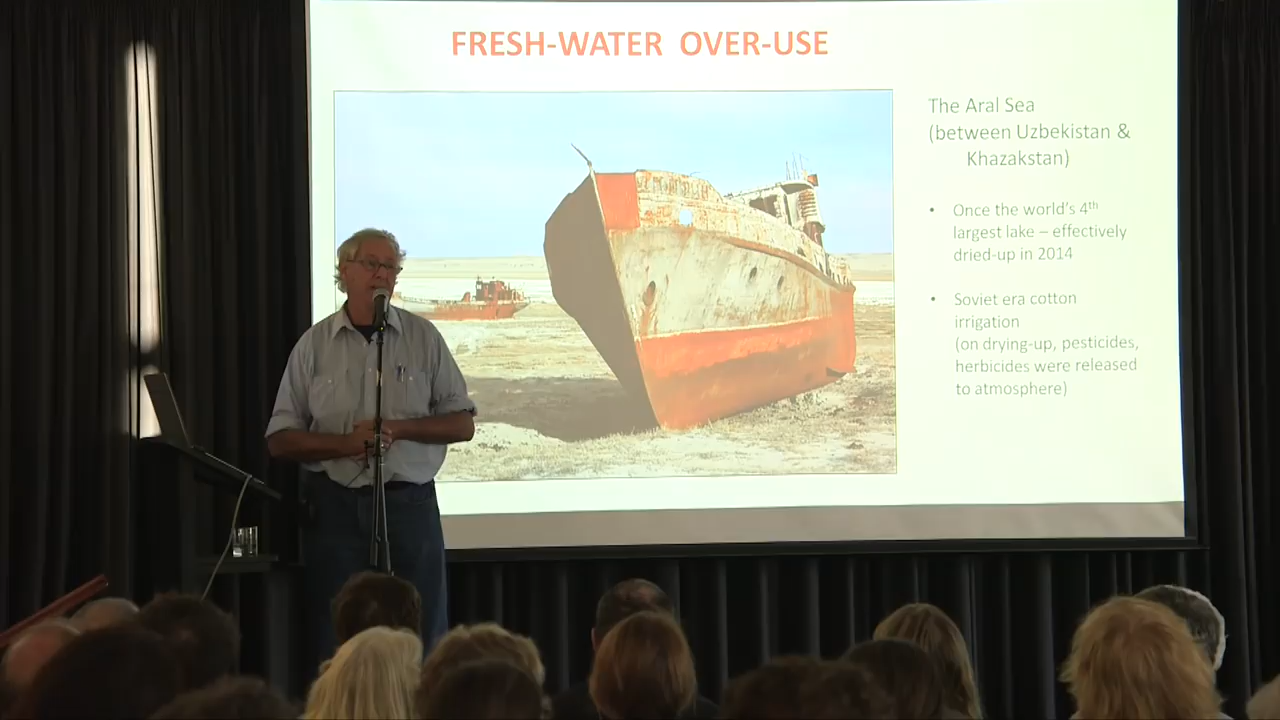 FRESH-WATER OVER-USE
The Aral Sea
(between Uzbekistan &
Khazakstan)
• Once the world's 4th
largest lake – effectively
dried-up in 2014
• Soviet era cotton
irrigation
(on drying-up, pesticides,
herbicides were released
to atmosphere)